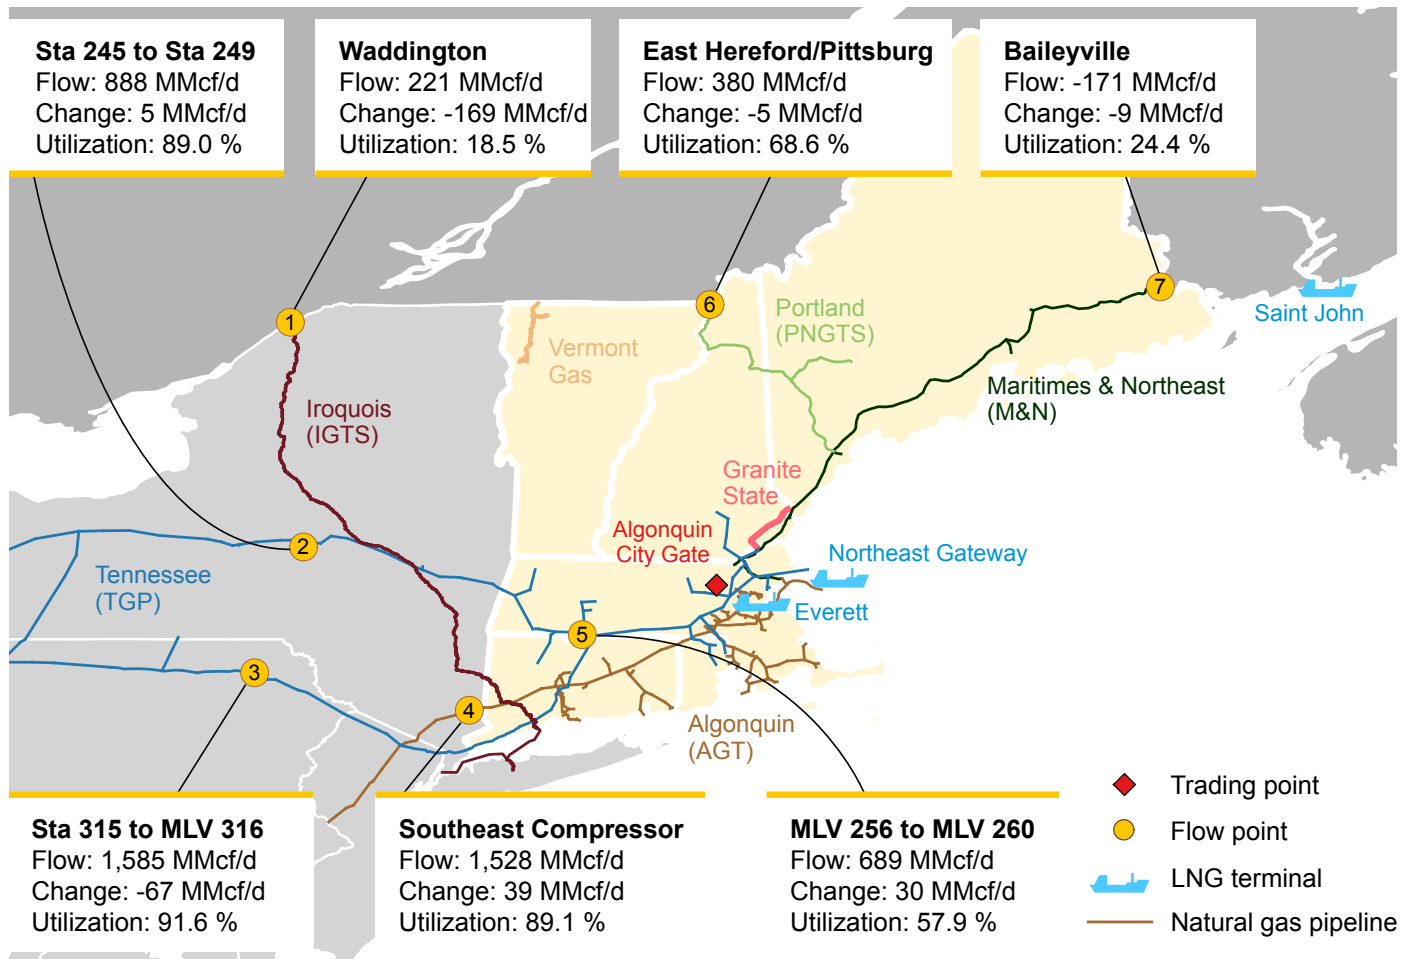 Sta 245 to Sta 249
Flow: 888 MMcf/d
Change: 5 MMcf/d
Utilization: 89.0 %
Waddington
Flow: 221 MMcf/d
Change: -169 MMcf/d
Utilization: 18.5 %
East Hereford/Pittsburg
Flow: 380 MMcf/d
Change: -5 MMcf/d
Utilization: 68.6 %
Baileyville
Flow: -171 MMcf/d
Change: -9 MMcf/d
Utilization: 24.4 %
1
6
7
Saint John
Portland
(PNGTS)
Vermont
Gas
Maritimes & Northeast
(M&N)
Iroquois
(IGTS)
Granite
State
Algonquin
City Gate
2
Northeast Gateway
Tennessee
(TGP)
Everett
5
3
4
Algonquin
(AGT)
Sta 315 to MLV 316
Flow: 1,585 MMcf/d
Change: -67 MMcf/d
Utilization: 91.6 %
Southeast Compressor
Flow: 1,528 MMcf/d
Change: 39 MMcf/d
Utilization: 89.1 %
MLV 256 to MLV 260
Flow: 689 MMcf/d
Change: 30 MMcf/d
Utilization: 57.9 %
Trading point
Flow point
LNG terminal
Natural gas pipeline